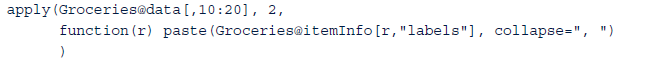 apply(Groceries@data[,10:20], 2,
function(r) paste(Groceries@itemInfo[r,"labels"], collapse=", ")
)